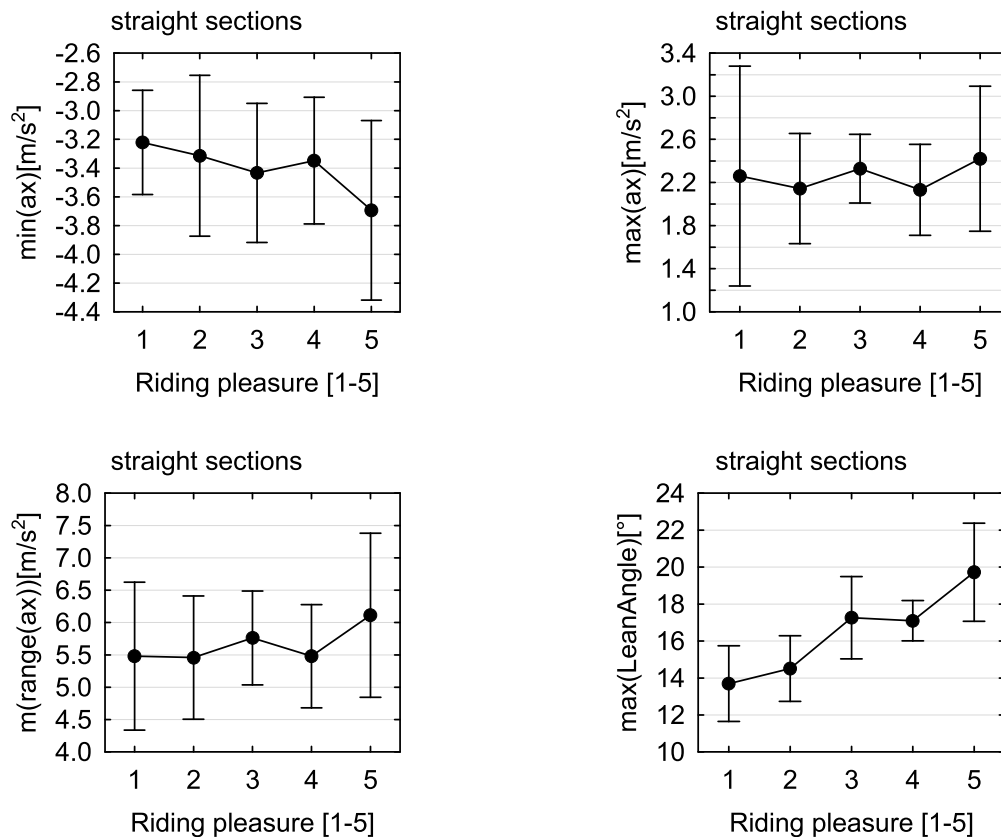 straight sections
min(ax)[m/s²]
-2.6
-2.8
-3.0
-3.2
-3.4
-3.6
-3.8
-4.0
-4.2
-4.4
1 2 3 4 5
Riding pleasure [1-5]
straight sections
max(ax)[m/s²]
3.4
3.0
2.6
2.2
1.8
1.4
1.0
1 2 3 4 5
Riding pleasure [1-5]
straight sections
m(range(ax))[m/s²]
8.0
7.5
7.0
6.5
6.0
5.5
5.0
4.5
4.0
1 2 3 4 5
Riding pleasure [1-5]
straight sections
max(LeanAngle)[°]
24
22
20
18
16
14
12
10
1 2 3 4 5
Riding pleasure [1-5]